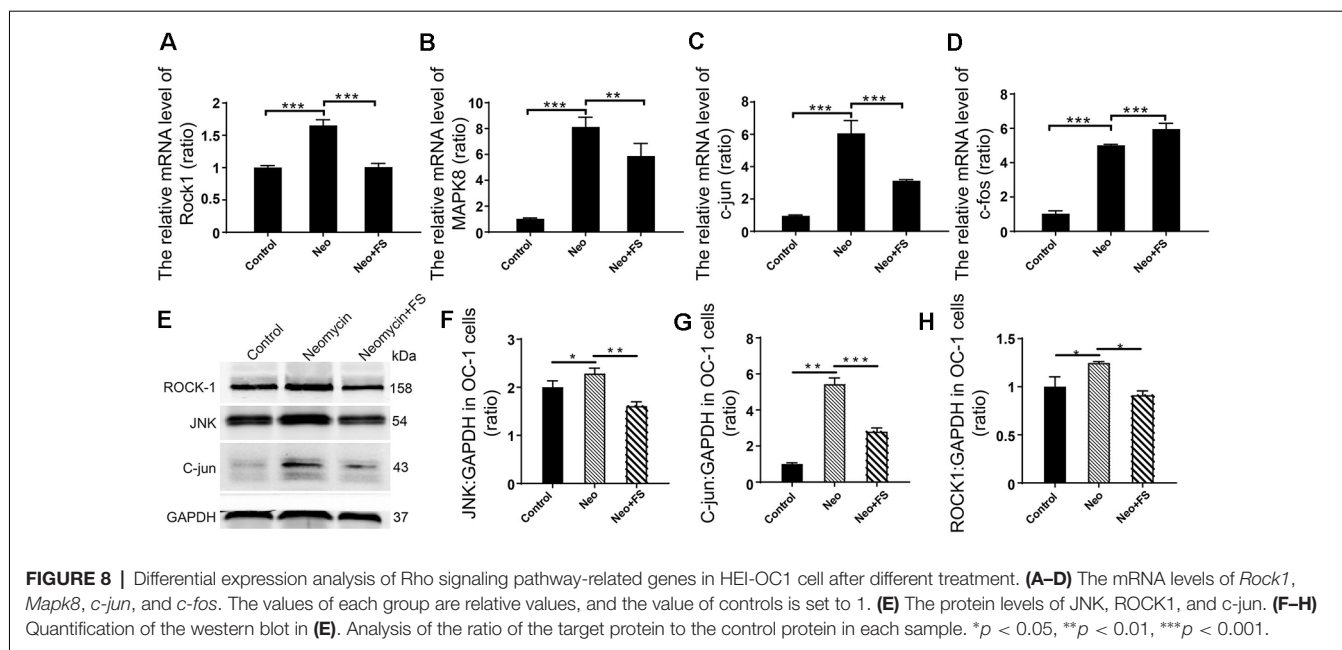 A
The relative mRNA level of
Rock1 (ratio)
2
1.5
1
0.5
0
***
***
Control
Neo
Neo+FS
B
The relative mRNA level of
MAPK8 (ratio)
10
8
6
4
2
0
***
**
Control
Neo
Neo+FS
C
The relative mRNA level of
c-jun (ratio)
8
6
4
2
0
***
***
Control
Neo
Neo+FS
D
The relative mRNA level of
c-fos (ratio)
8
6
4
2
0
***
***
Control
Neo
Neo+FS
E
Control
Neomycin
Neomycin+FS
kDa
ROCK-1
158
JNK
54
C-jun
43
GAPDH
37
F
JNK:GAPDH in OC-1 cells
(ratio)
3
2
1
0
*
**
Control
Neo
Neo+FS
G
C-jun:GAPDH in OC-1 cells
(ratio)
8
6
4
2
0
**
***
Control
Neo
Neo+FS
H
ROCK1:GAPDH in OC-1 cells
(ratio)
1.5
1
0.5
0
*
*
Control
Neo
Neo+FS
FIGURE 8 | Differential expression analysis of Rho signaling pathway-related genes in HEI-OC1 cell after different treatment. (A–D) The mRNA levels of Rock1,
Mapk8, c-jun, and c-fos. The values of each group are relative values, and the value of controls is set to 1. (E) The protein levels of JNK, ROCK1, and c-jun. (F–H)
Quantification of the western blot in (E). Analysis of the ratio of the target protein to the control protein in each sample. *p < 0.05, **p < 0.01, ***p < 0.001.